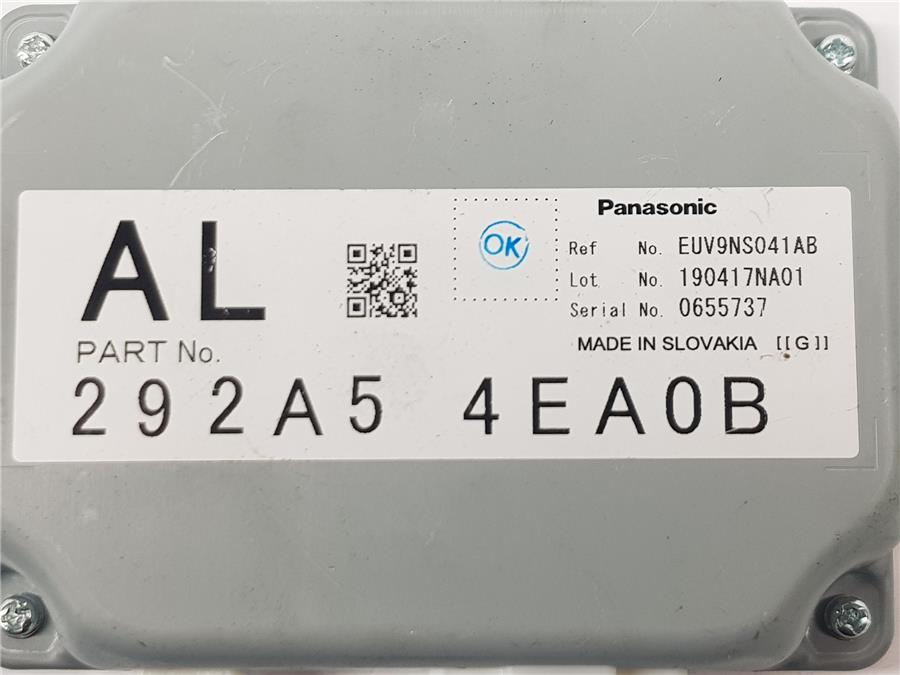 AL
OK
Panasonic
Ref No. EUV9NS041AB
Lot No. 190417NA01
Serial No. 0655737
MADE IN SLOVAKIA [[G]]
PART No.
292A5 4EA0B